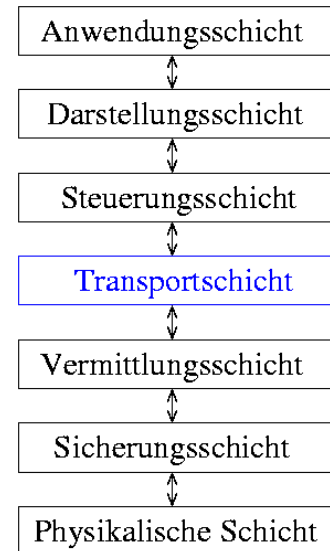 Anwendungsschicht
Darstellungsschicht
Steuerungsschicht
Transportschicht
Vermittlungsschicht
Sicherungsschicht
Physikalische Schicht